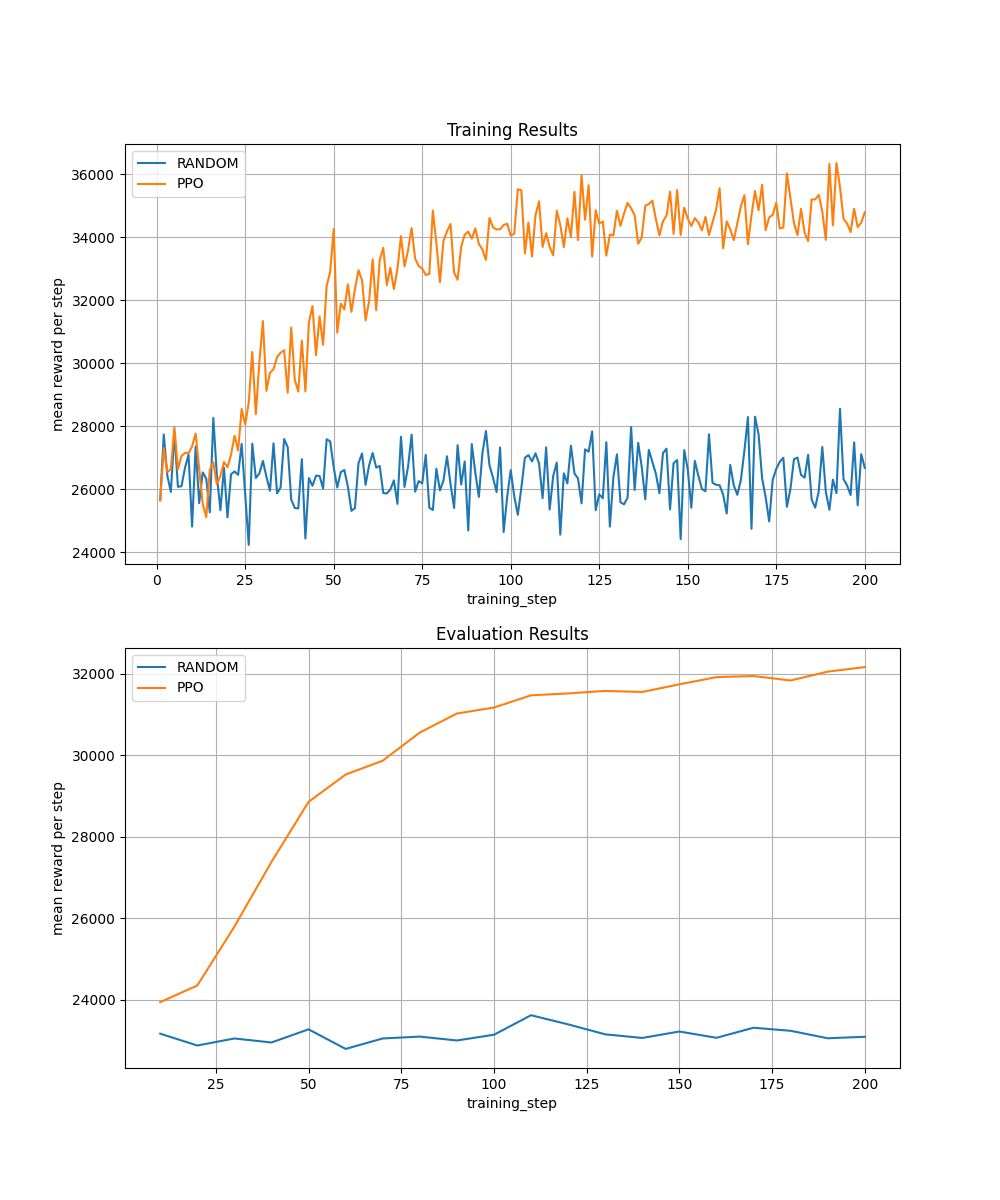 Training Results
RANDOM
PPO
mean reward per step
36000
34000
32000
30000
28000
26000
24000
0 25 50 75 100 125 150 175 200
training_step
Evaluation Results
RANDOM
PPO
mean reward per step
32000
30000
28000
26000
24000
25 50 75 100 125 150 175 200
training_step